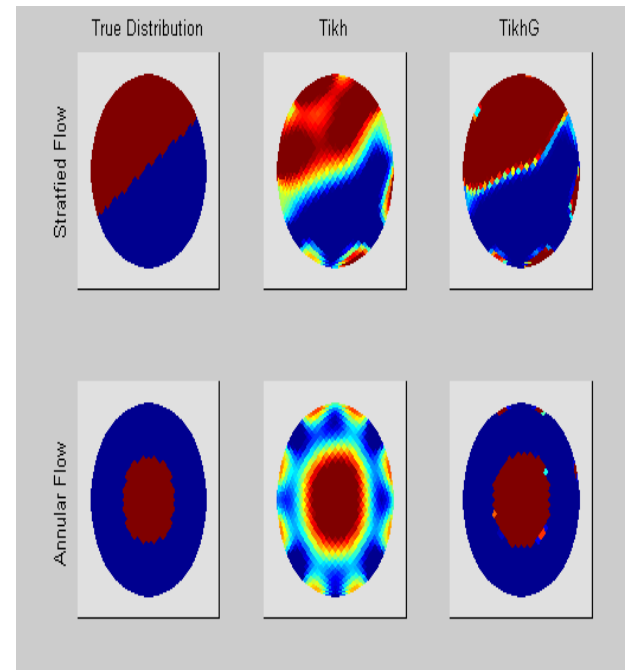 True Distribution
Tikh
TikhG
Stratfied Flow
Annular Flow